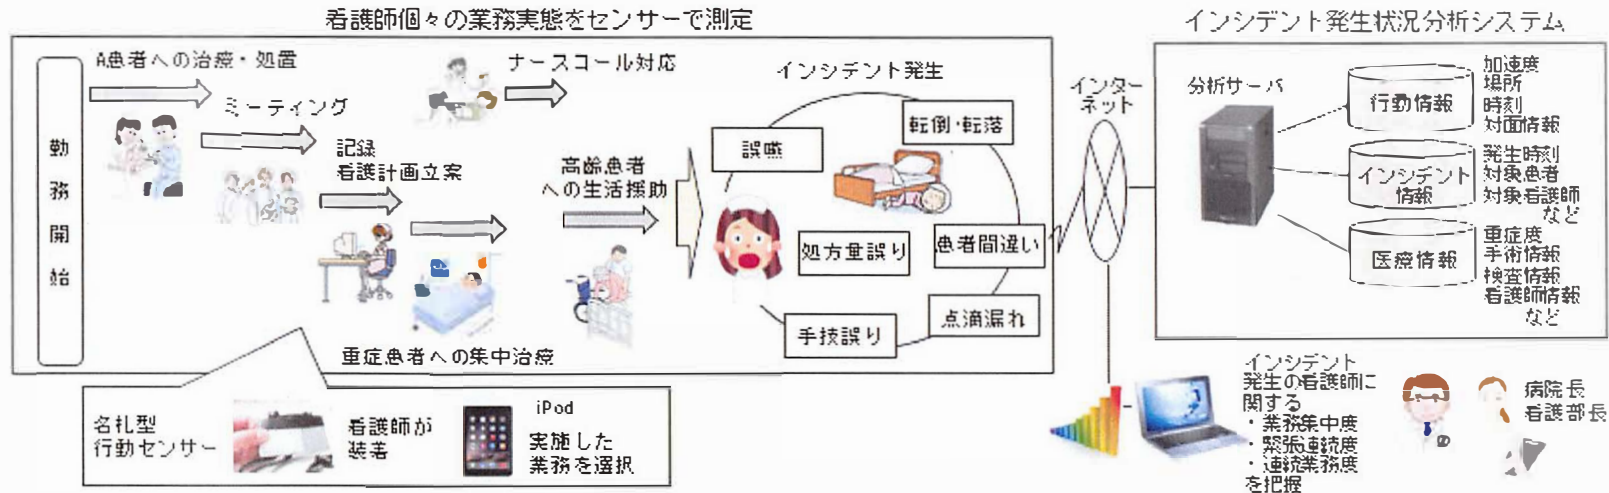 看護師個々の業務実態をセンサーで測定
インシデント発生状況分析システム
勤務開始
A患者への治療・処置
ミーティング
記録
看護計画立案
ナースコール対応
重症患者への集中治療
高齢患者
への生活援助
インシデント発生
誤嚥
転倒・転落
処方量誤り
患者間違い
手技誤り
点滴漏れ
インター
ネット
分析サーバ
行動情報
加速度
場所
時刻
対面情報
インシデント
情報
発生時刻
対象患者
対象看護師
など
医療情報
重症度
手術情報
検査情報
看護師情報
など
名札型
行動センサー
看護師が
装着
iPod
実施した
業務を選択
インシデント
発生の看護師に
関する
・業務集中度
・緊張連続度
・連続業務度
を把握
病院長
看護部長